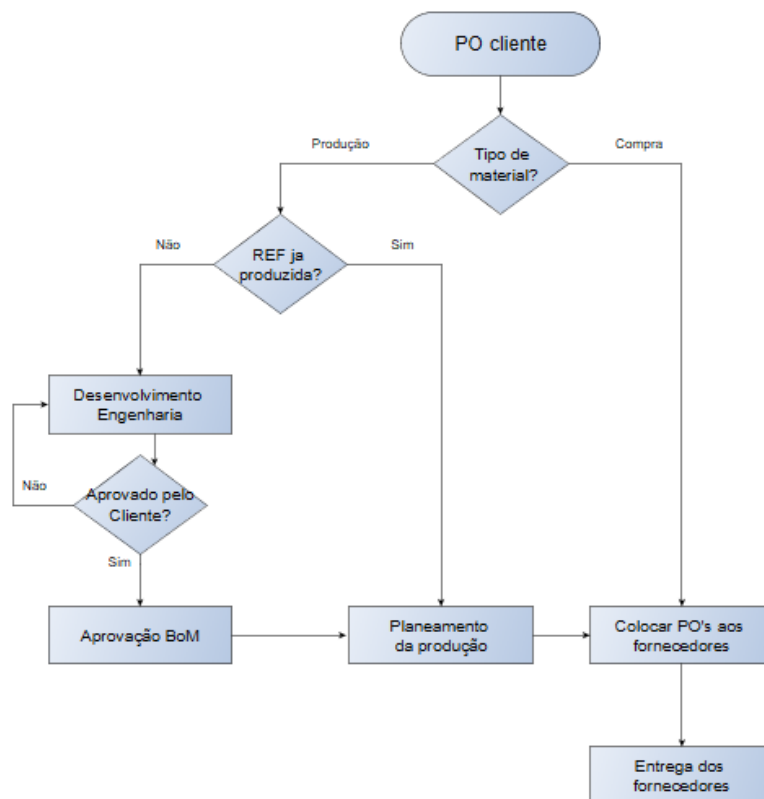 PO cliente
Produção
Tipo de
material?
Compra
Não
REF ja
produzida?
Sim
Desenvolvimento
Engenharia
Não
Aprovado pelo
Cliente?
Sim
Aprovação BoM
Planeamento
da produção
Colocar PO's aos
fornecedores
Entrega dos
fornecedores